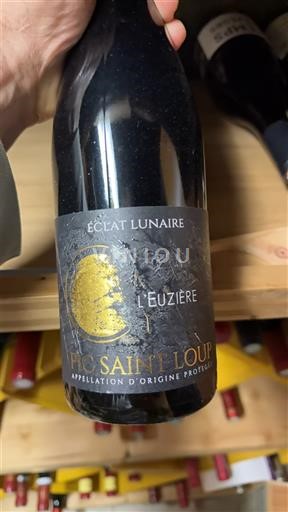 ÉCLAT LUNAIRE
L'EUZIÈRE
PIC SAINT LOUP
APPELLATION D'ORIGINE PROTÉGÉE